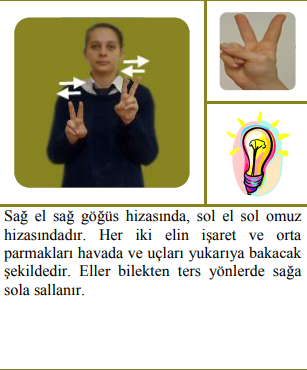 Sağ el sağ göğüs hizasında, sol el sol omuz
hizasındadır. Her iki elin işaret ve orta
parmakları havada ve uçları yukarıya bakacak
şekildedir. Eller bilekten ters yönlerde sağa
sola sallanır.